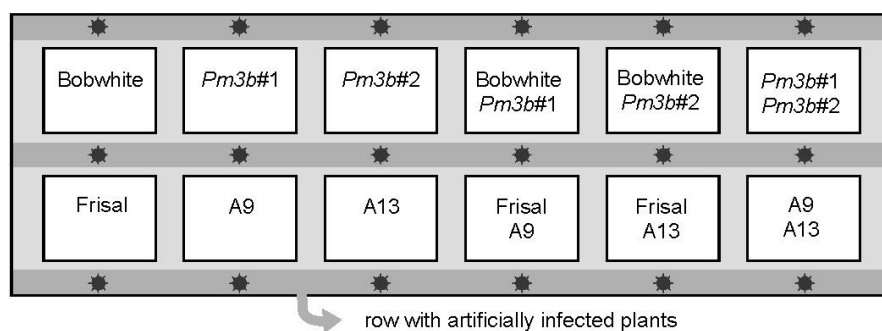 Bobwhite
Pm3b#1
Pm3b#2
Bobwhite
Pm3b#1
Bobwhite
Pm3b#2
Pm3b#1
Pm3b#2
Frisal
A9
A13
Frisal
A9
Frisal
A13
A9
A13
row with artificially infected plants